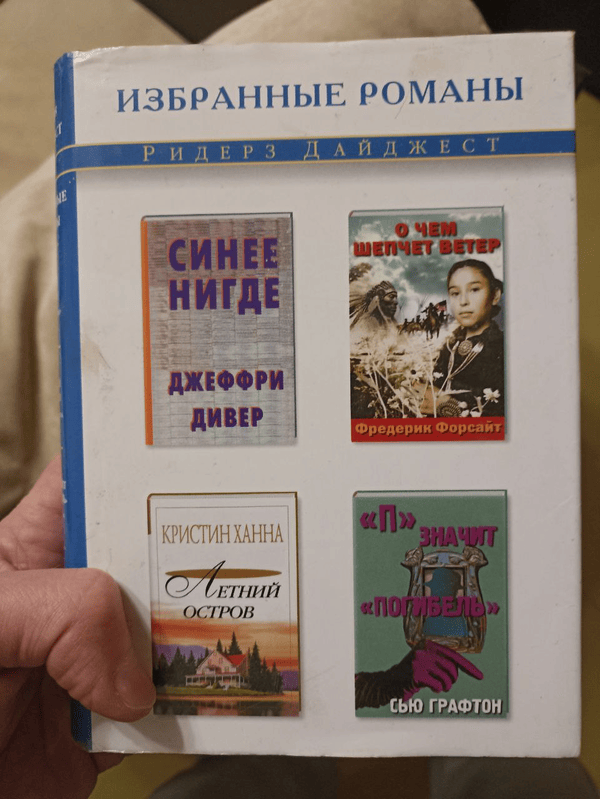 ИЗБРАННЫЕ РОМАНЫ
РИДЕРЗ ДАЙДЖЕСТ
СИНЕЕ
НИГДЕ
ДЖЕФФРИ
ДИВЕР
О ЧЕМ
ШЕПЧЕТ ВЕТЕР
Фредерик Форсайт
КРИСТИН ХАННА
ЛЕТНИЙ
ОСТРОВ
«П»
ЗНАЧИТ
«ПОГИБЕЛЬ»
СЬЮ ГРАФТОН